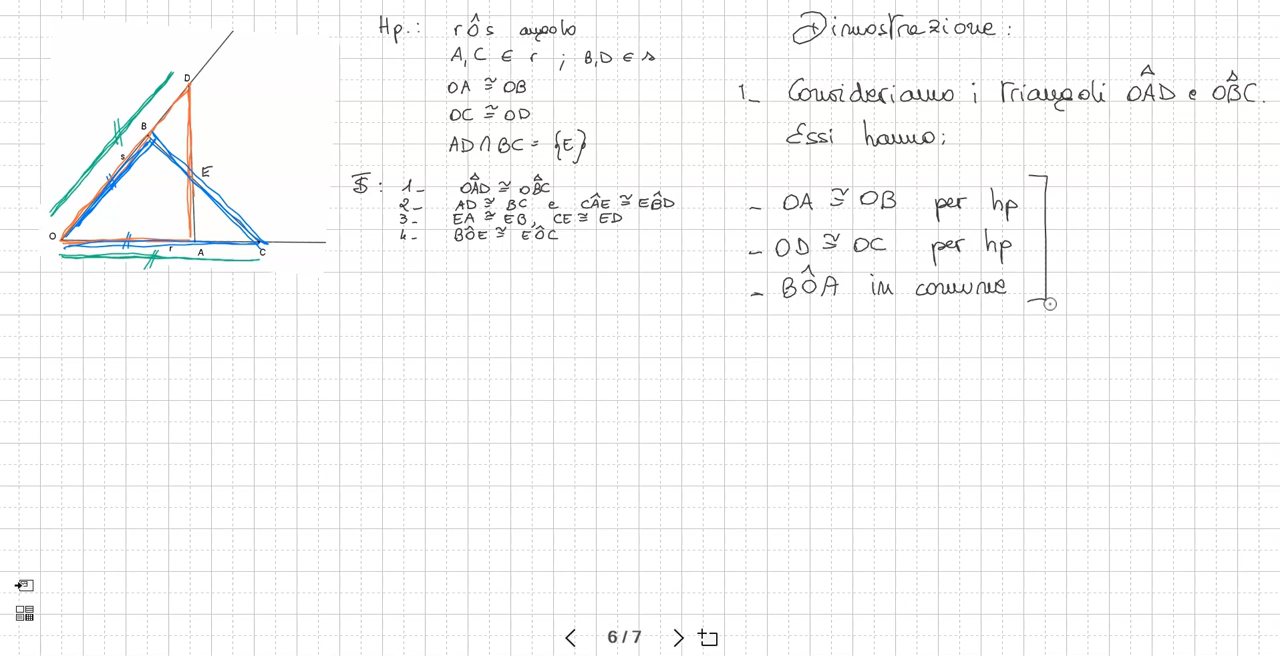 Hp.: rÔs angolo
A, C ∈ r ; B,D ∈ s
OA ≅ OB
OC ≅ OD
AD ∩ BC = {E}
TS: 1- OÂD ≅ OB̂C
2- AD ≅ BC e CÂE ≅ EB̂D
3- EA ≅ EB, CE ≅ ED
4- BÔE ≅ EÔC
D
B
s
E
O
r
A
C
Dimostrazione:
1- Consideriamo i triangoli OÂD e OB̂C.
Essi hanno:
- OA ≅ OB per hp
- OD ≅ OC per hp
- BÔA in comune
6/7